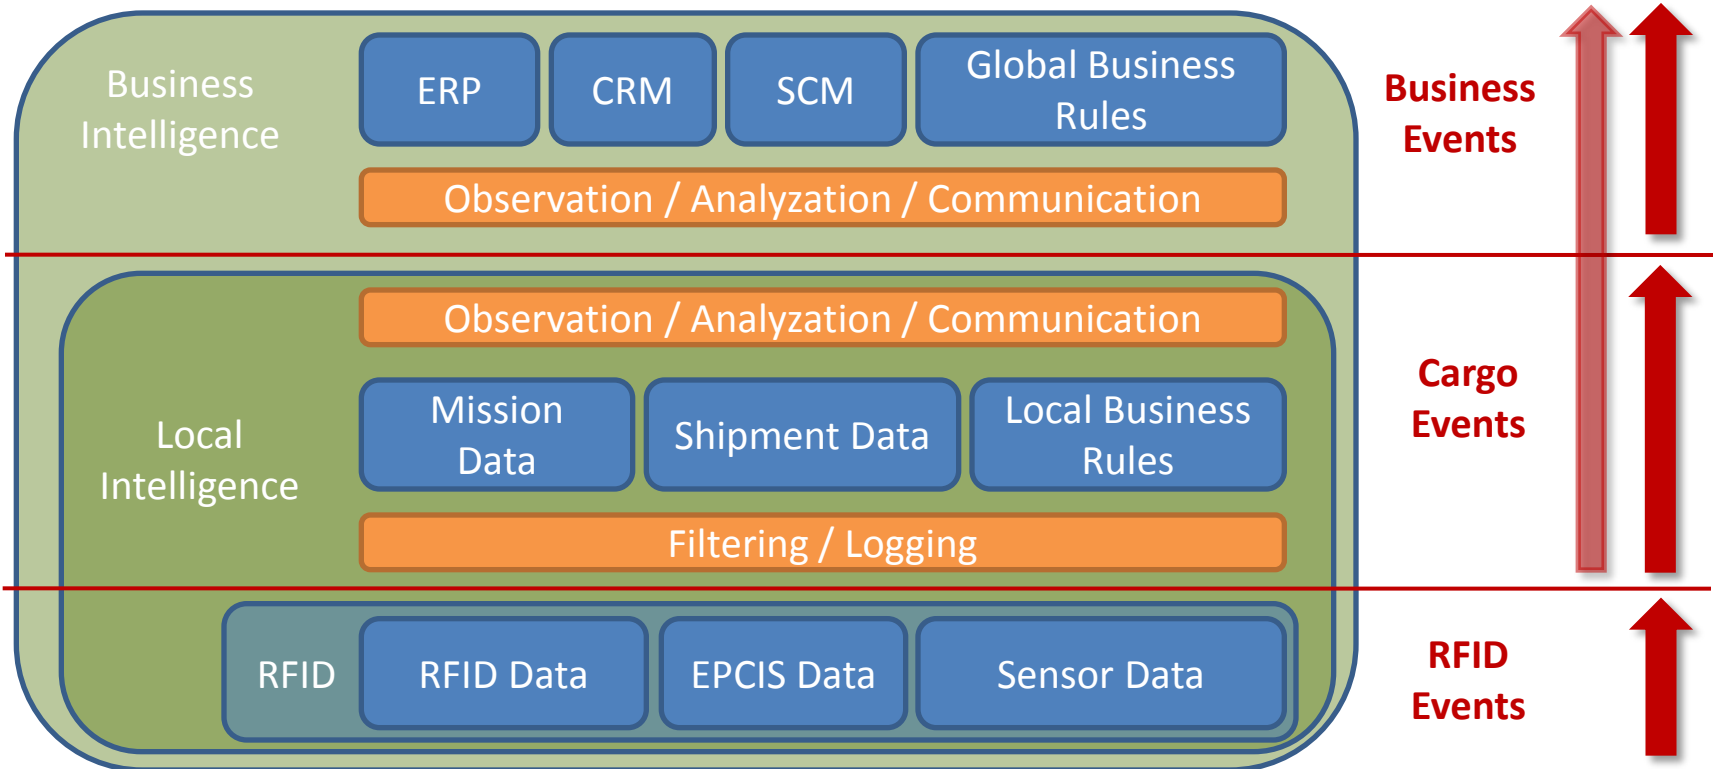 Business
Intelligence
ERP
CRM
SCM
Global Business
Rules
Business
Events
Observation / Analyzation / Communication
Observation / Analyzation / Communication
Local
Intelligence
Mission
Data
Shipment Data
Local Business
Rules
Cargo
Events
Filtering / Logging
RFID
RFID Data
EPCIS Data
Sensor Data
RFID
Events